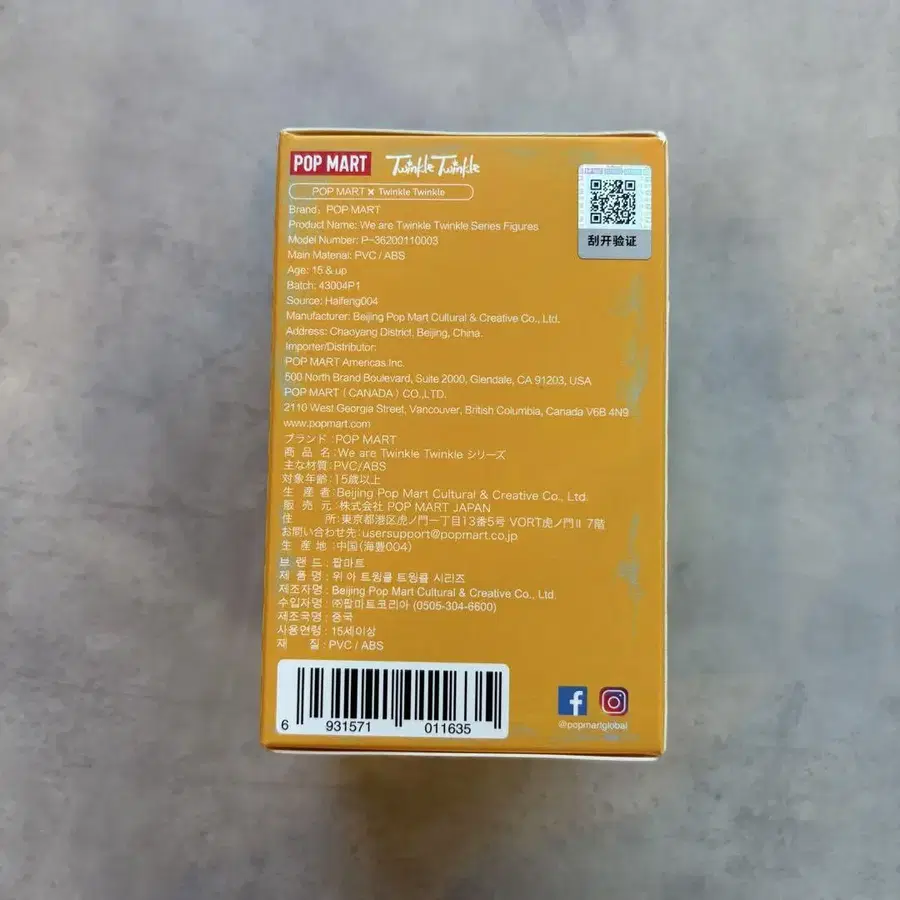 POP MART Twinkle Twinkle
POP MART × Twinkle Twinkle
刮开验证
Brand: POP MART
Product Name: We are Twinkle Twinkle Series Figures
Model Number: P-36200110003
Main Material: PVC / ABS
Age: 15 & up
Batch: 43004P1
Source: Haifeng004
Manufacturer: Beijing Pop Mart Cultural & Creative Co., Ltd.
Address: Chaoyang District, Beijing, China.
Importer/Distributor:
POP MART Americas.Inc.
500 North Brand Boulevard, Suite 2000, Glendale, CA 91203, USA
POP MART ( CANADA ) CO.,LTD.
2110 West Georgia Street, Vancouver, British Columbia, Canada V6B 4N9
www.popmart.com
ブランド:POP MART
商品名:We are Twinkle Twinkle シリーズ
主な材質:PVC/ABS
対象年齢:15歳以上
生産者:Beijing Pop Mart Cultural & Creative Co., Ltd.
販売元:株式会社 POP MART JAPAN
住所:東京都港区虎ノ門一丁目13番5号 VORT虎ノ門II 7階
お問い合わせ先:usersupport@popmart.co.jp
生産地:中国(海豊004)
브랜드 : 팝마트
제품명 : 위 아 트윙클 트윙클 시리즈
제조자명 : Beijing Pop Mart Cultural & Creative Co., Ltd.
수입자명 : ㈜팝마트코리아 (0505-304-6600)
제조국명 : 중국
사용연령 : 15세이상
재질 : PVC / ABS
6 931571 011635
@popmartglobal